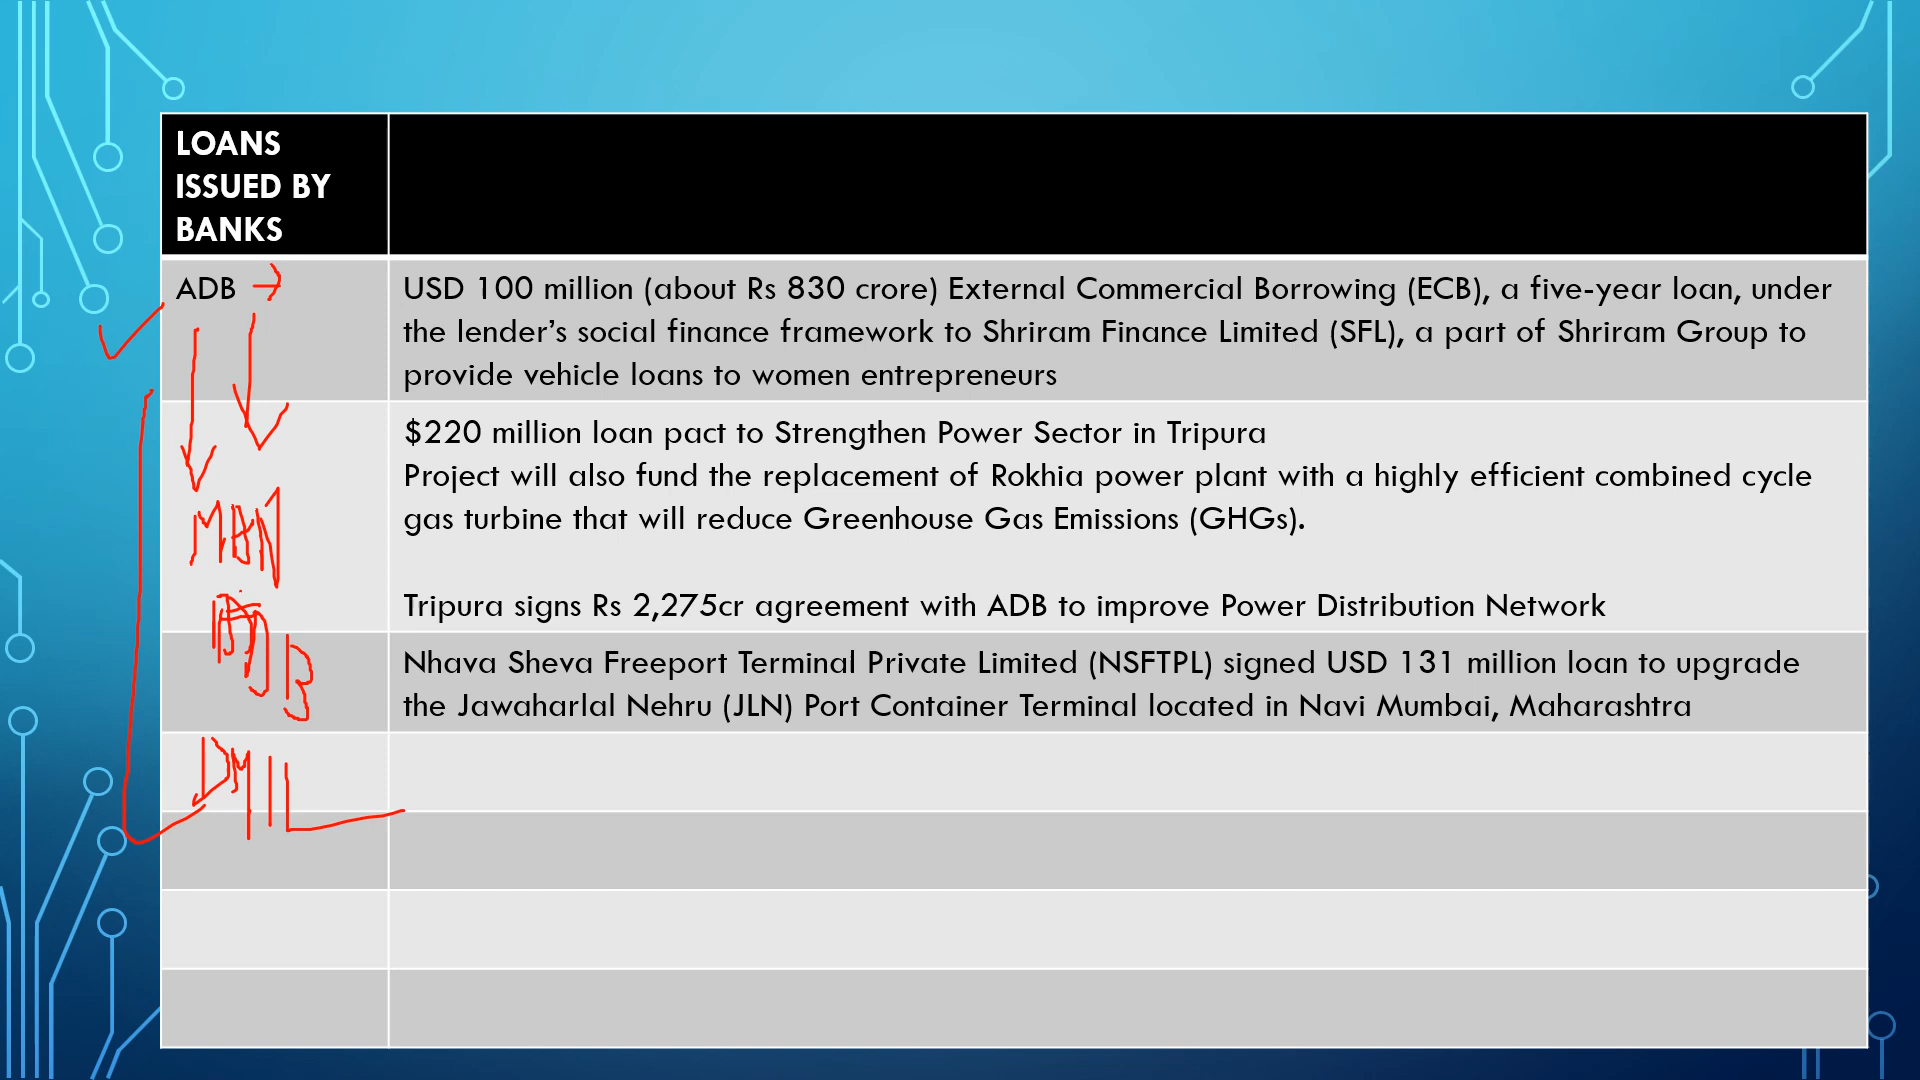 LOANS
ISSUED BY
BANKS
ADB
USD 100 million (about Rs 830 crore) External Commercial Borrowing (ECB), a five-year loan, under
the lender’s social finance framework to Shriram Finance Limited (SFL), a part of Shriram Group to
provide vehicle loans to women entrepreneurs
$220 million loan pact to Strengthen Power Sector in Tripura
Project will also fund the replacement of Rokhia power plant with a highly efficient combined cycle
gas turbine that will reduce Greenhouse Gas Emissions (GHGs).
Tripura signs Rs 2,275cr agreement with ADB to improve Power Distribution Network
Nhava Sheva Freeport Terminal Private Limited (NSFTPL) signed USD 131 million loan to upgrade
the Jawaharlal Nehru (JLN) Port Container Terminal located in Navi Mumbai, Maharashtra